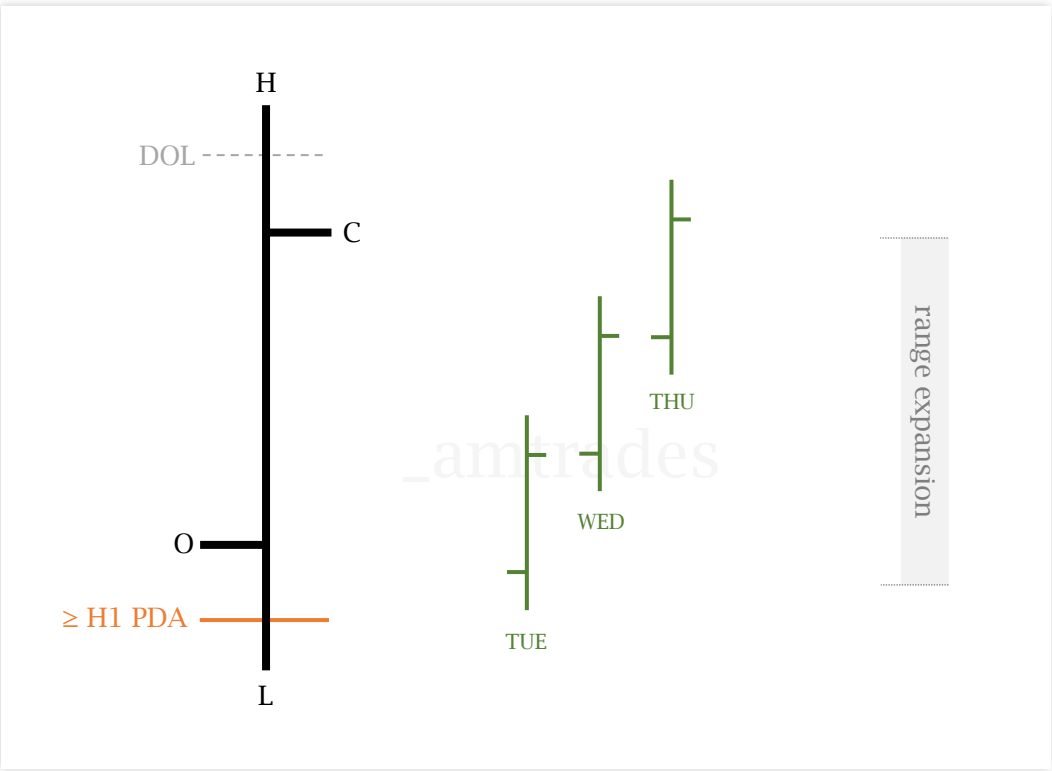 H
DOL
C
THU
range expansion
_amtrades
WED
O
≥ H1 PDA
TUE
L